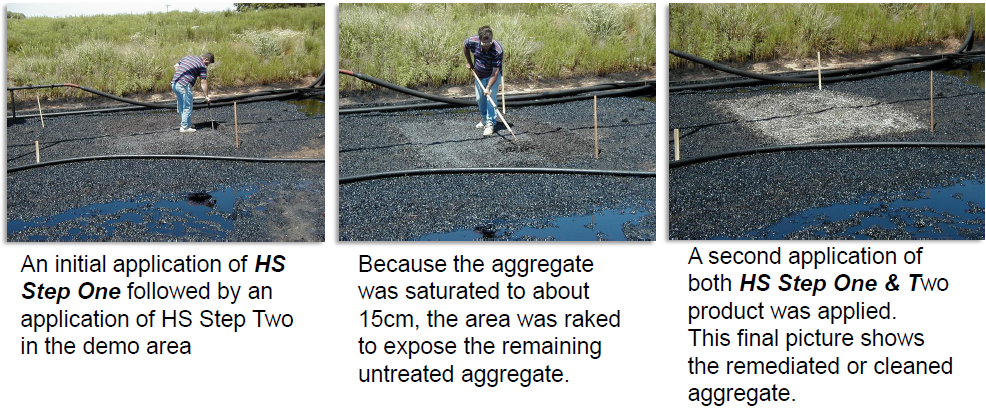 An initial application of HS
Step One followed by an
application of HS Step Two
in the demo area
Because the aggregate
was saturated to about
15cm, the area was raked
to expose the remaining
untreated aggregate.
A second application of
both HS Step One & Two
product was applied.
This final picture shows
the remediated or cleaned
aggregate.